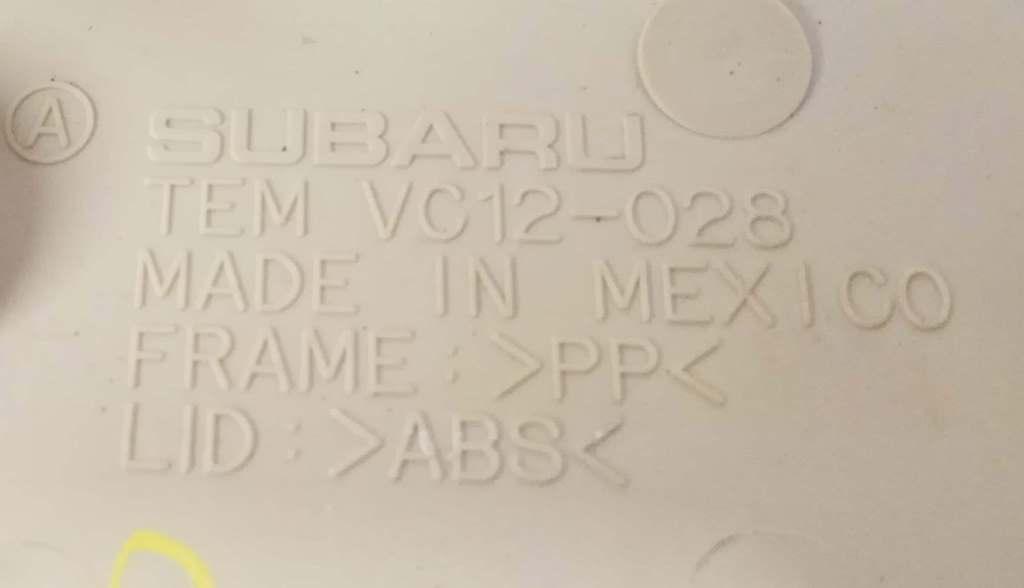 A
SUBARU
TEM VC12-028
MADE IN MEXICO
FRAME : >PP<
LID : >ABS<